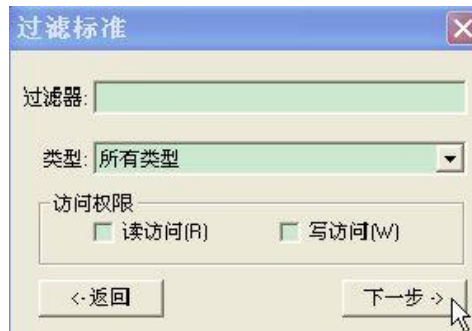 过滤标准
过滤器:
类型: 所有类型
访问权限
读访问(R) 写访问(W)
<-返回 下一步->